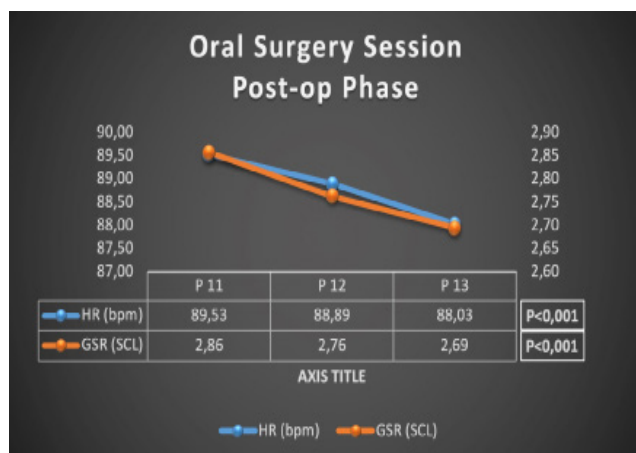 Oral Surgery Session
Post-op Phase
90,00 2,90
89,50 2,85
89,00 2,80
88,50 2,75
88,00 2,70
87,50 2,65
87,00 2,60
P 11 P 12 P 13
HR (bpm) 89,53 88,89 88,03 P<0,001
GSR (SCL) 2,86 2,76 2,69 P<0,001
AXIS TITLE
HR (bpm) GSR (SCL)